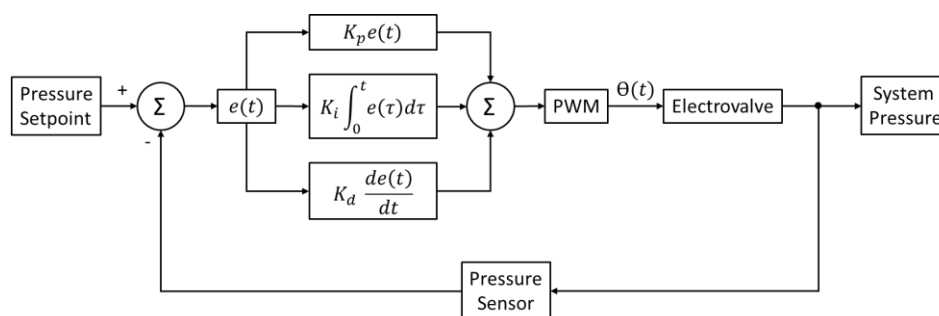 Pressure
Setpoint
+
-
Σ
e(t)
K_p e(t)
K_i ∫_0^t e(τ)dτ
K_d de(t)/dt
Σ
PWM
Θ(t)
Electrovalve
System
Pressure
Pressure
Sensor